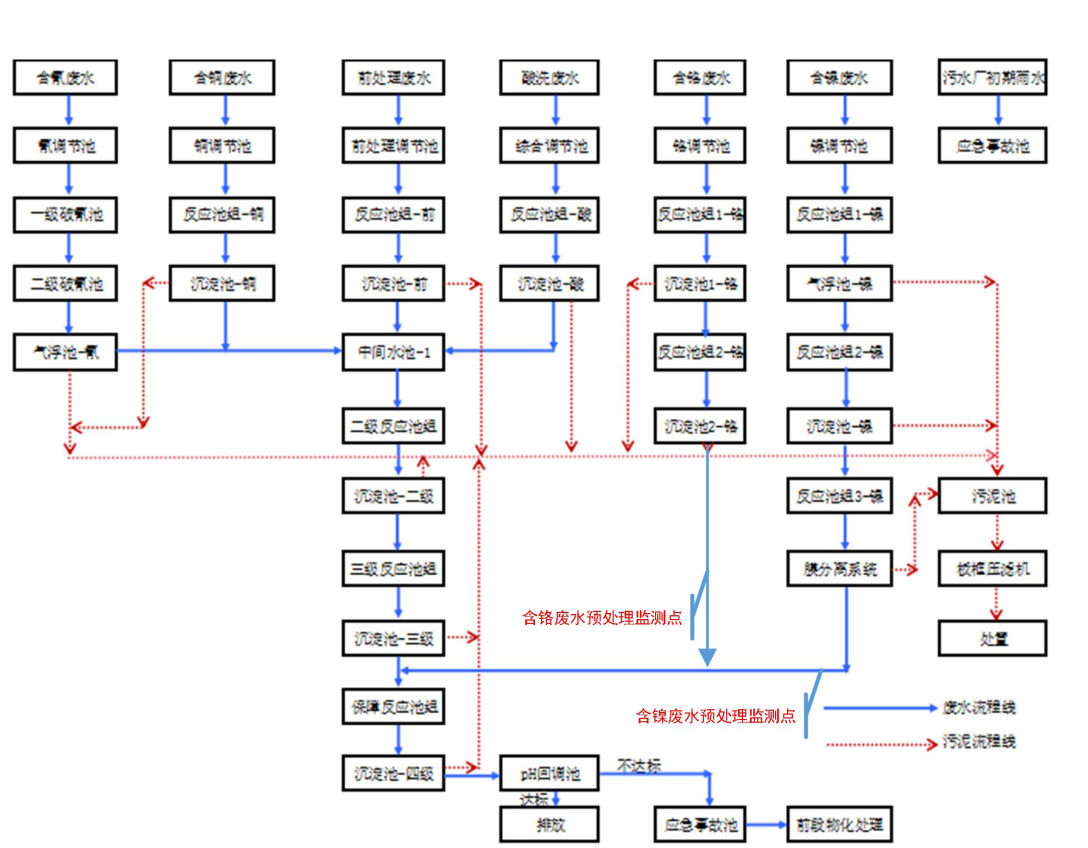 含氰废水
含铜废水
前处理废水
酸洗废水
含铬废水
含镍废水
污水厂初期雨水
氰调节池
铜调节池
前处理调节池
综合调节池
铬调节池
镍调节池
应急事故池
一级破氰池
反应池组-铜
反应池组-前
反应池组-酸
反应池组1-铬
反应池组1-镍
二级破氰池
沉淀池-铜
沉淀池-前
沉淀池-酸
沉淀池1-铬
气浮池-镍
气浮池-氰
中间水池-1
反应池组2-铬
反应池组2-镍
二级反应池组
沉淀池2-铬
沉淀池-镍
沉淀池-二级
反应池组3-镍
污泥池
三级反应池组
膜分离系统
板框压滤机
含铬废水预处理监测点
沉淀池-三级
处置
保障反应池组
含镍废水预处理监测点
废水流程线
污泥流程线
沉淀池-四级
pH回调池
不达标
达标
排放
应急事故池
前段物化处理